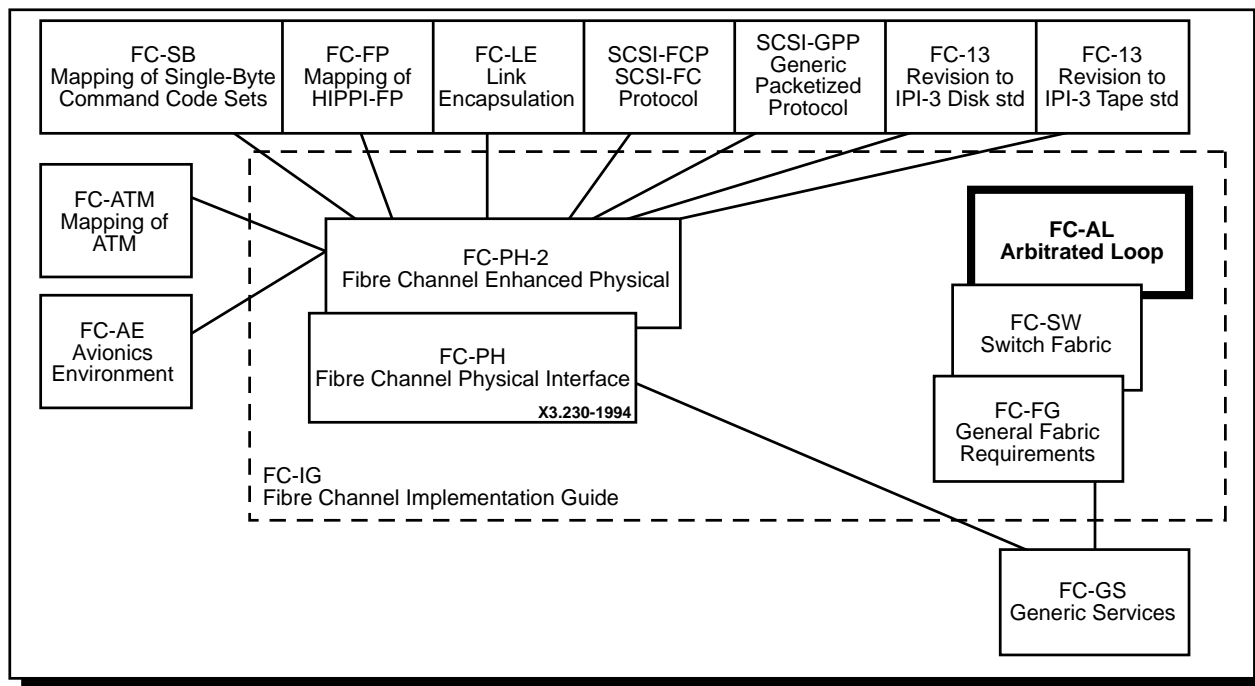 FC-SB
Mapping of Single-Byte
Command Code Sets
FC-FP
Mapping of
HIPPI-FP
FC-LE
Link
Encapsulation
SCSI-FCP
SCSI-FC
Protocol
SCSI-GPP
Generic
Packetized
Protocol
FC-13
Revision to
IPI-3 Disk std
FC-13
Revision to
IPI-3 Tape std
FC-ATM
Mapping of
ATM
FC-AE
Avionics
Environment
FC-PH-2
Fibre Channel Enhanced Physical
FC-PH
Fibre Channel Physical Interface
X3.230-1994
FC-AL
Arbitrated Loop
FC-SW
Switch Fabric
FC-FG
General Fabric
Requirements
FC-IG
Fibre Channel Implementation Guide
FC-GS
Generic Services